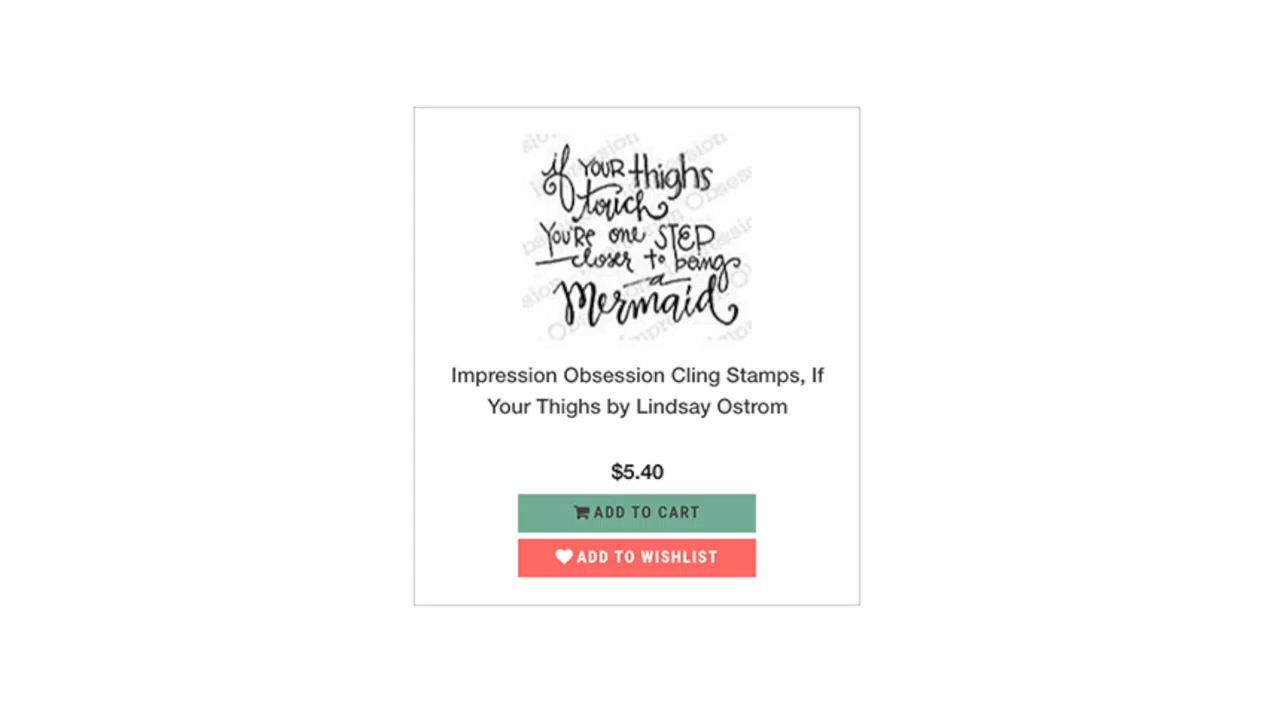 if YOUR thighs
touch
YOU'Re one STEP
closer to being
a
Mermaid
Impression Obsession Cling Stamps, If
Your Thighs by Lindsay Ostrom
$5.40
ADD TO CART
ADD TO WISHLIST